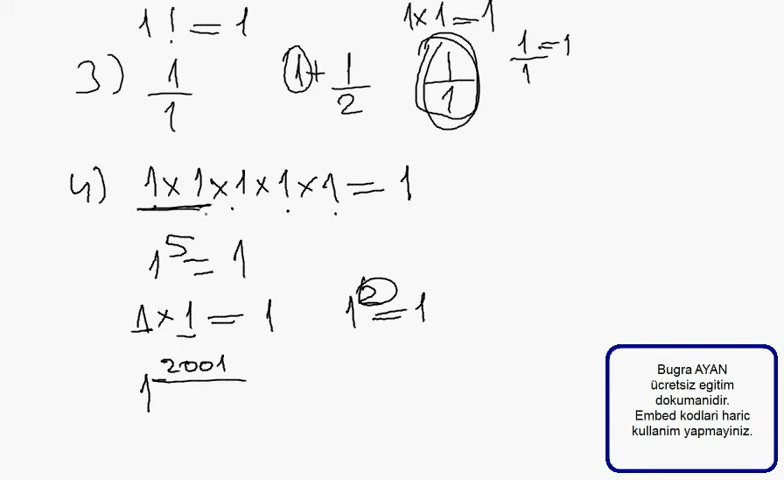 1! = 1
1x1=1
3) 1/1 1+ 1/2 1/1 1/1 = 1
4) 1x1x1x1x1=1
1^5 = 1
1x1=1 1^2=1
1^2001
Bugra AYAN
ücretsiz egitim
dokumanidir.
Embed kodlari haric
kullanim yapmayiniz.